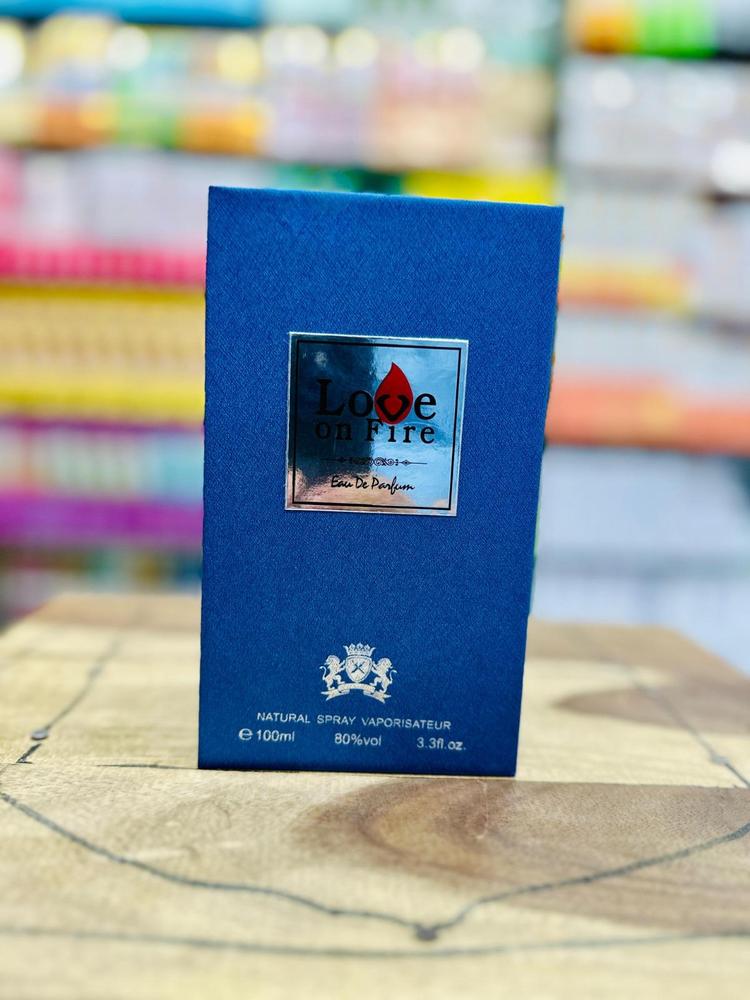 Love
on Fire
Eau De Parfum
NATURAL SPRAY VAPORISATEUR
℮ 100ml 80%vol 3.3fl.oz.